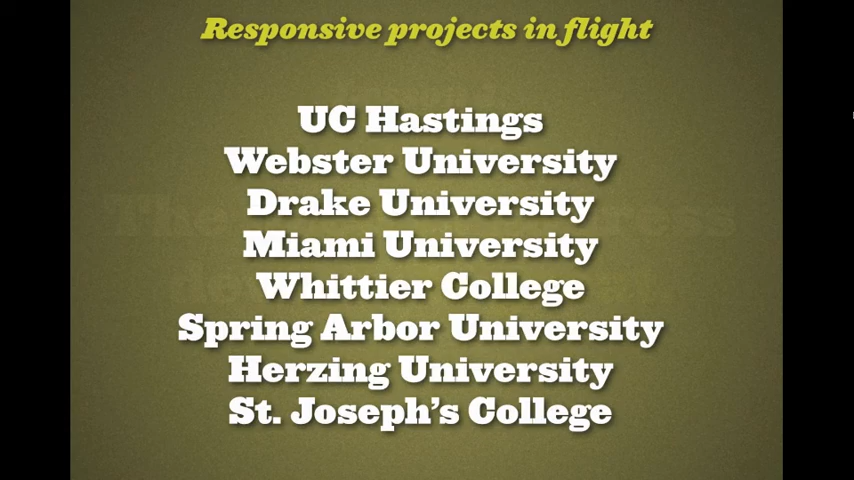 Responsive projects in flight
UC Hastings
Webster University
Drake University
Miami University
Whittier College
Spring Arbor University
Herzing University
St. Joseph's College